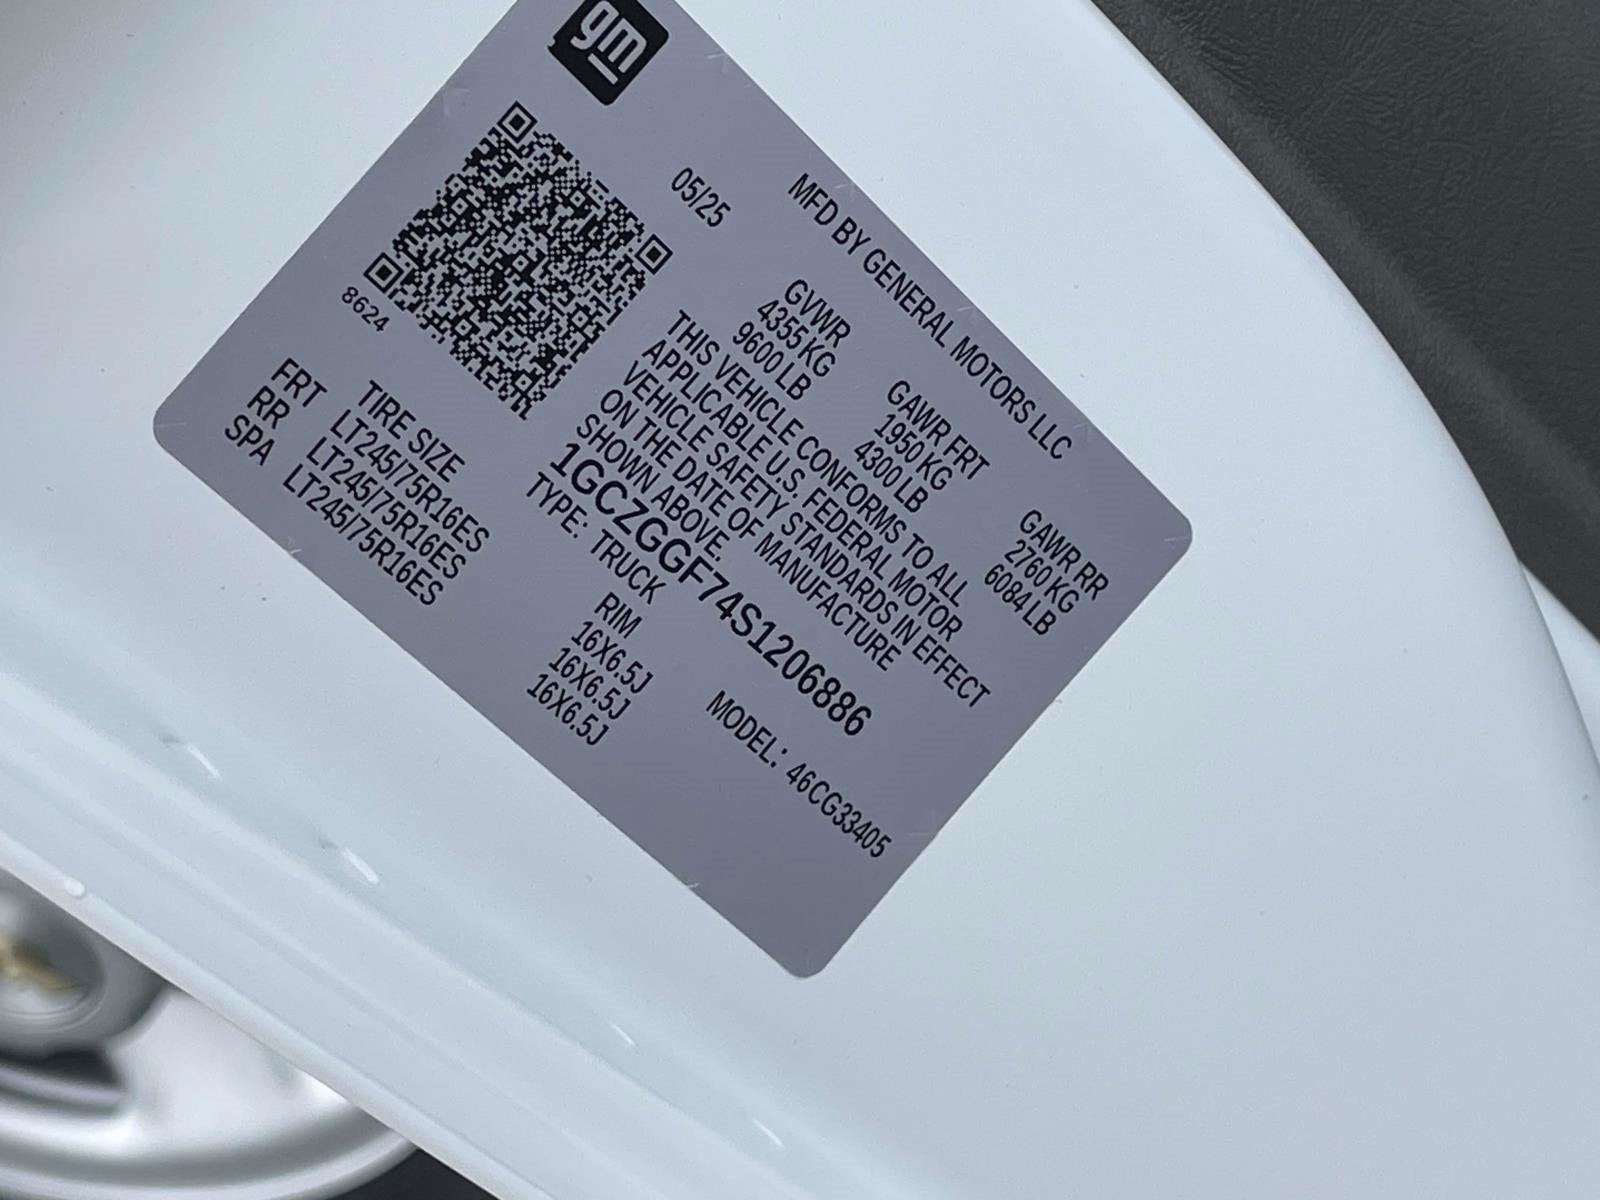 gm
MFD BY GENERAL MOTORS LLC
05/25
GVWR
4355 KG
9600 LB
GAWR FRT
1950 KG
4300 LB
GAWR RR
2760 KG
6084 LB
THIS VEHICLE CONFORMS TO ALL
APPLICABLE U.S. FEDERAL MOTOR
VEHICLE SAFETY STANDARDS IN EFFECT
ON THE DATE OF MANUFACTURE
SHOWN ABOVE.
1GCZGGF74S1206886
TYPE: TRUCK
MODEL: 46CG33405
8624
TIRE SIZE
RIM
FRT LT245/75R16ES 16X6.5J
RR LT245/75R16ES 16X6.5J
SPA LT245/75R16ES 16X6.5J